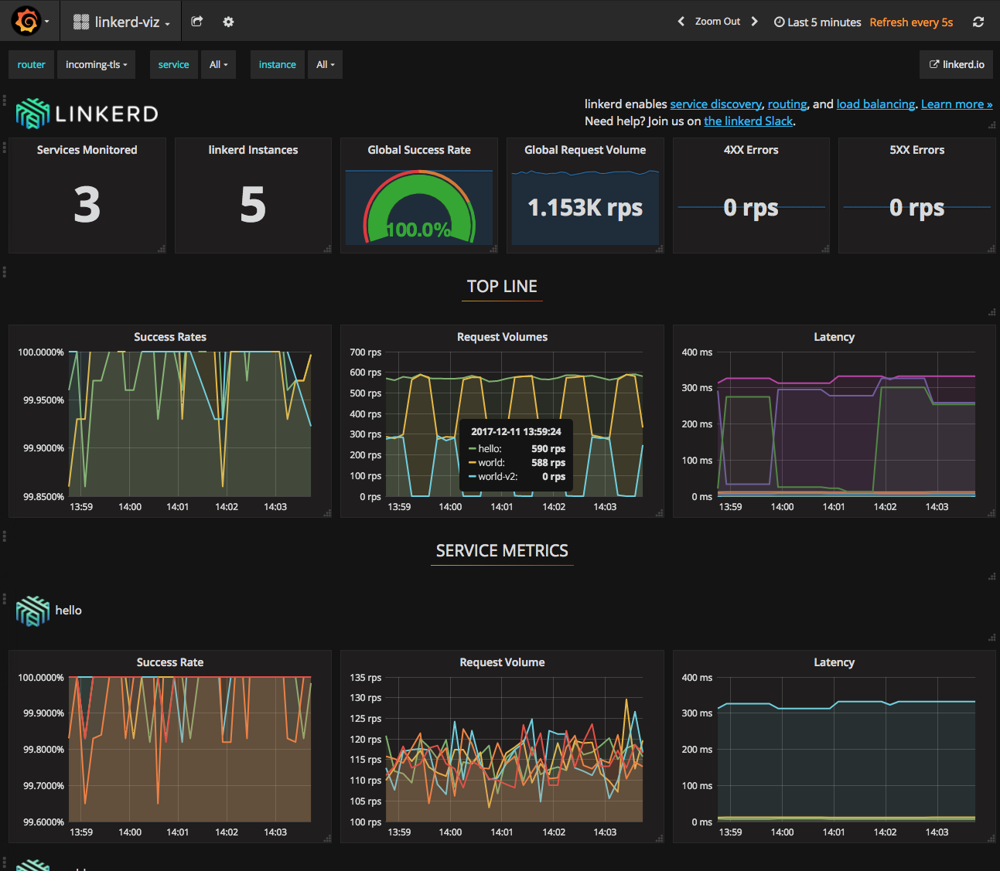 linkerd-viz
Zoom Out
Last 5 minutes
Refresh every 5s
router
incoming-tls
service
All
instance
All
linkerd.io
LINKERD
linkerd enables service discovery, routing, and load balancing. Learn more »
Need help? Join us on the linkerd Slack.
Services Monitored
3
linkerd Instances
5
Global Success Rate
100.0%
Global Request Volume
1.153K rps
4XX Errors
0 rps
5XX Errors
0 rps
TOP LINE
Success Rates
100.0000%
99.9500%
99.9000%
99.8500%
13:59 14:00 14:01 14:02 14:03
Request Volumes
700 rps
600 rps
500 rps
400 rps
300 rps
200 rps
100 rps
0 rps
13:59 14:00 14:01 14:02 14:03
2017-12-11 13:59:24
hello: 590 rps
world: 588 rps
world-v2: 0 rps
Latency
400 ms
300 ms
200 ms
100 ms
0 ms
13:59 14:00 14:01 14:02 14:03
SERVICE METRICS
hello
Success Rate
100.0000%
99.9000%
99.8000%
99.7000%
99.6000%
13:59 14:00 14:01 14:02 14:03
Request Volume
135 rps
130 rps
125 rps
120 rps
115 rps
110 rps
105 rps
100 rps
13:59 14:00 14:01 14:02 14:03
Latency
400 ms
300 ms
200 ms
100 ms
0 ms
13:59 14:00 14:01 14:02 14:03